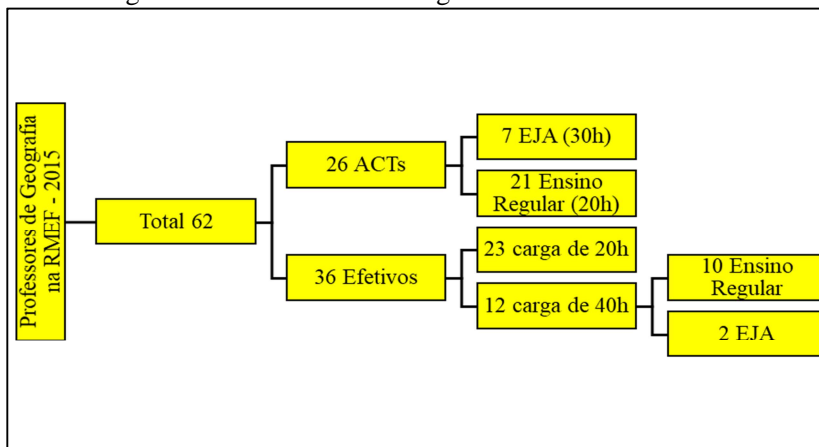 Professores de Geografia
na RMEF - 2015
Total 62
26 ACTs
7 EJA (30h)
21 Ensino
Regular (20h)
36 Efetivos
23 carga de 20h
12 carga de 40h
10 Ensino
Regular
2 EJA